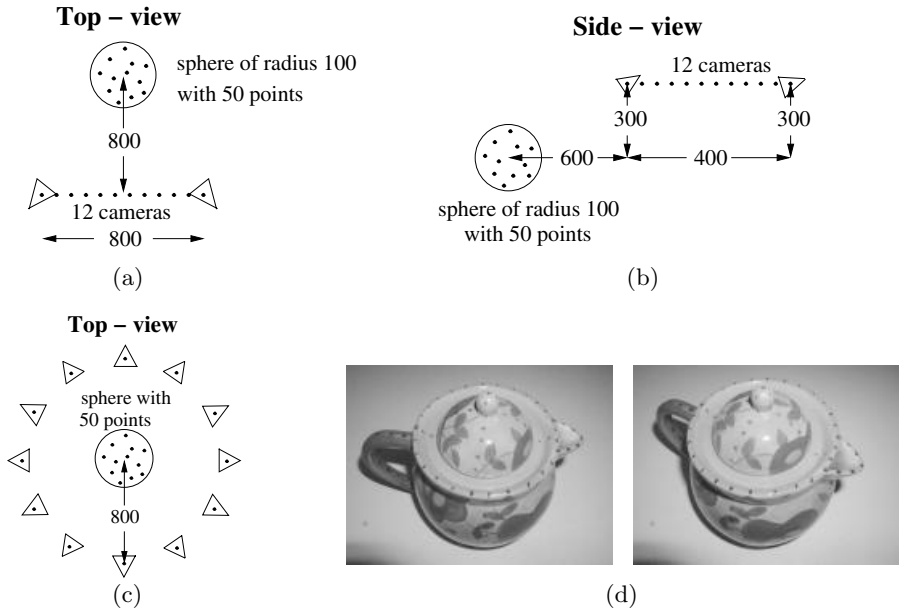 Top – view
sphere of radius 100
with 50 points
800
12 cameras
800
(a)
Side – view
12 cameras
300
300
600
400
sphere of radius 100
with 50 points
(b)
Top – view
sphere with
50 points
800
(c)
(d)